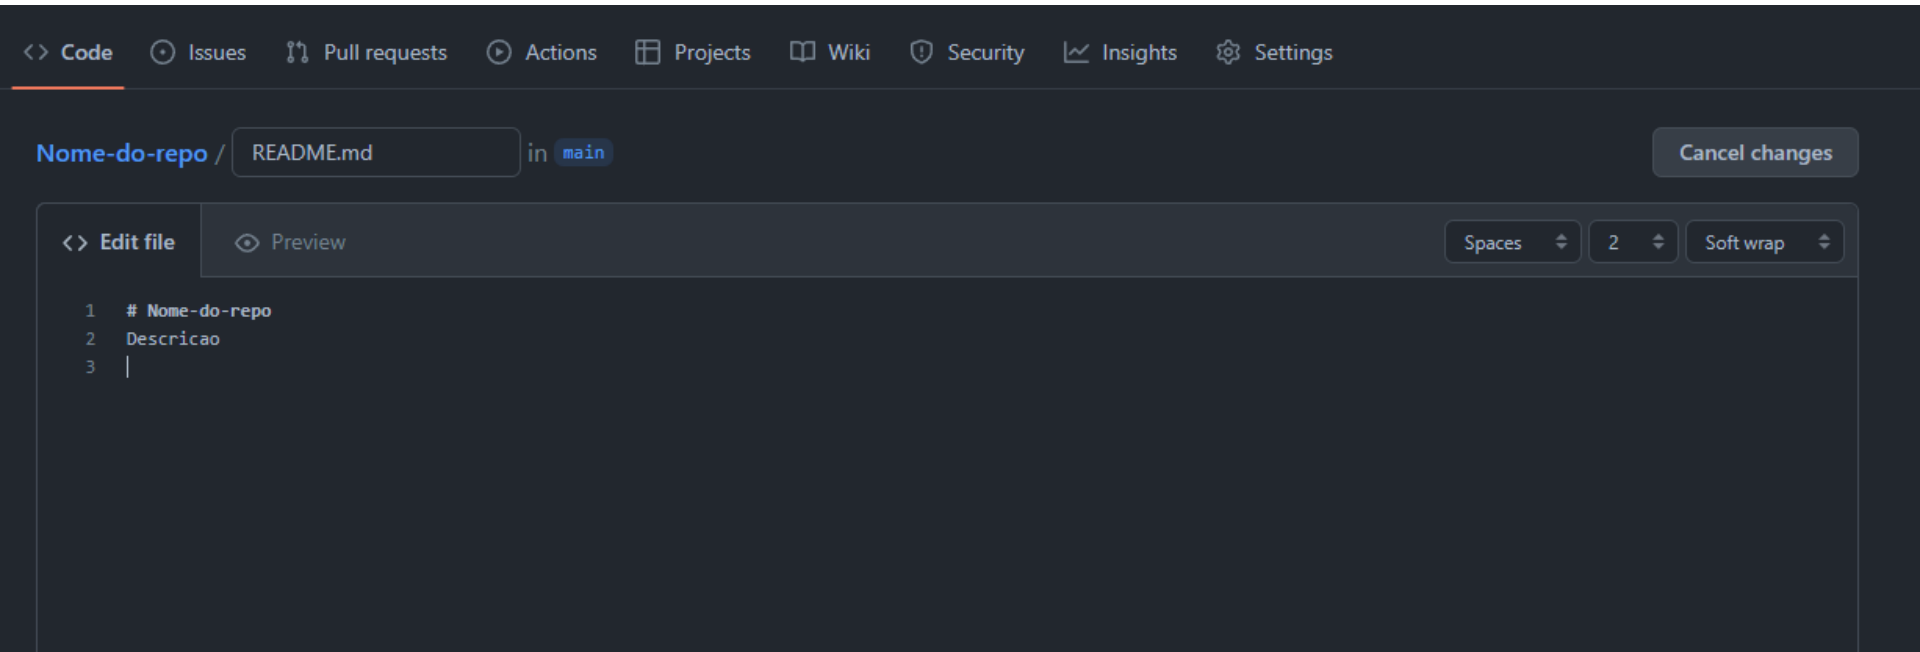 Code Issues Pull requests Actions Projects Wiki Security Insights Settings
Nome-do-repo / README.md in main Cancel changes
Edit file Preview Spaces 2 Soft wrap
1 # Nome-do-repo
2 Descricao
3